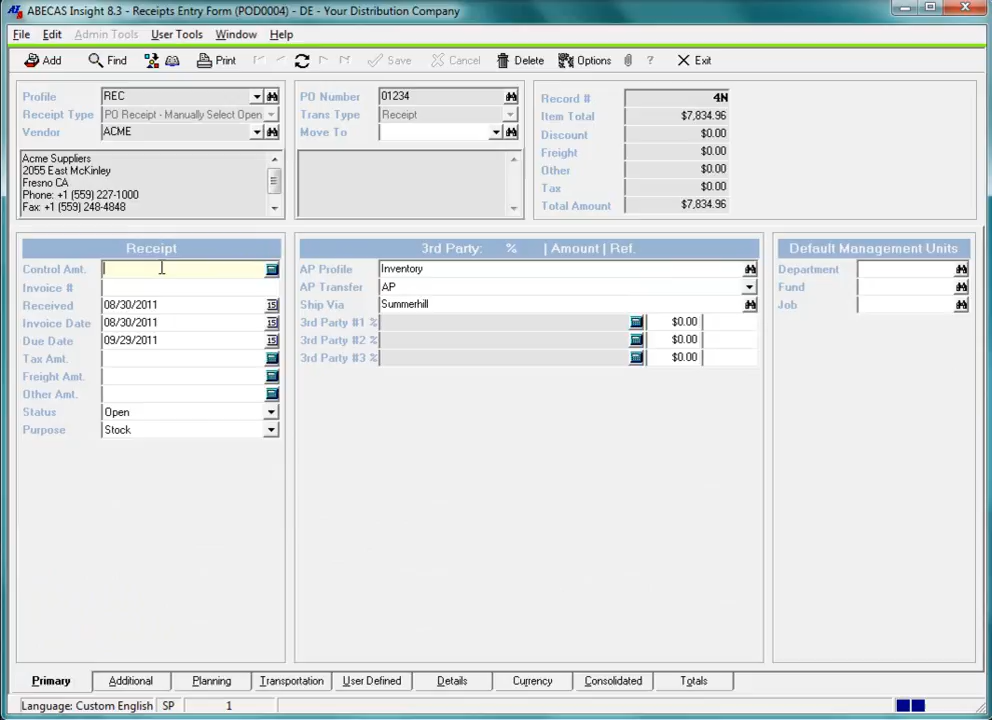 ABECAS Insight 8.3 - Receipts Entry Form (POD0004) - DE - Your Distribution Company
File Edit Admin Tools User Tools Window Help
Add Find Print Save Cancel Delete Options ? Exit
Profile REC
Receipt Type PO Receipt - Manually Select Open
Vendor ACME
Acme Suppliers
2055 East McKinley
Fresno CA
Phone: +1 (559) 227-1000
Fax: +1 (559) 248-4848
PO Number 01234
Trans Type Receipt
Move To
Record # 4N
Item Total $7,834.96
Discount $0.00
Freight $0.00
Other $0.00
Tax $0.00
Total Amount $7,834.96
Receipt
Control Amt.
Invoice #
Received 08/30/2011 15
Invoice Date 08/30/2011 15
Due Date 09/29/2011 15
Tax Amt.
Freight Amt.
Other Amt.
Status Open
Purpose Stock
3rd Party: % | Amount | Ref.
AP Profile Inventory
AP Transfer AP
Ship Via Summerhill
3rd Party #1 % $0.00
3rd Party #2 % $0.00
3rd Party #3 % $0.00
Default Management Units
Department
Fund
Job
Primary Additional Planning Transportation User Defined Details Currency Consolidated Totals
Language: Custom English SP 1